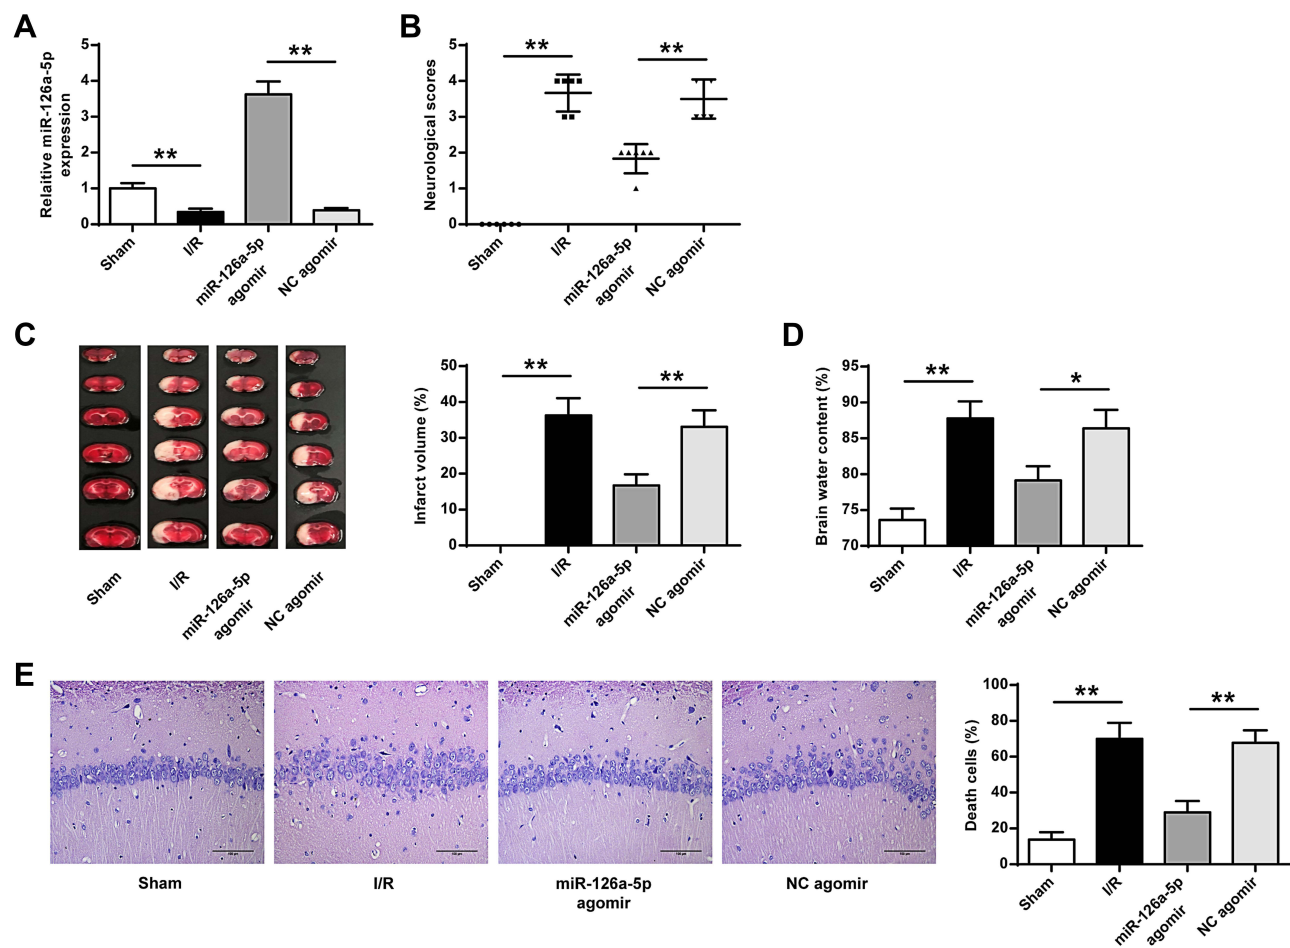 A
Relaitive miR-126a-5p
expression
5
4
3
2
1
0
**
**
Sham
I/R
miR-126a-5p
agomir
NC agomir
B
Neurological scores
5
4
3
2
1
0
**
**
Sham
I/R
miR-126a-5p
agomir
NC agomir
C
Sham
I/R
miR-126a-5p
agomir
NC agomir
Infarct volume (%)
50
40
30
20
10
0
**
**
Sham
I/R
miR-126a-5p
agomir
NC agomir
D
Brain water content (%)
95
90
85
80
75
70
**
*
Sham
I/R
miR-126a-5p
agomir
NC agomir
E
Sham
I/R
miR-126a-5p
agomir
NC agomir
Death cells (%)
100
80
60
40
20
0
**
**
Sham
I/R
miR-126a-5p
agomir
NC agomir